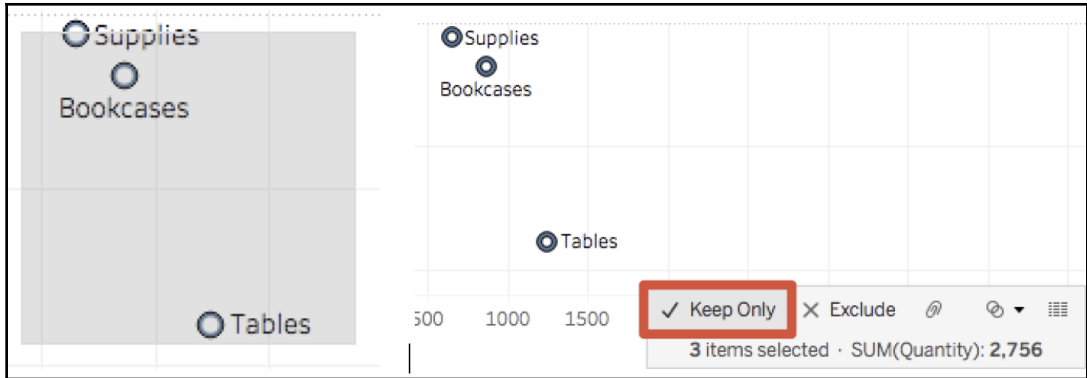 Supplies
Bookcases
Tables
Supplies
Bookcases
Tables
500 1000 1500
Keep Only Exclude
3 items selected · SUM(Quantity): 2,756